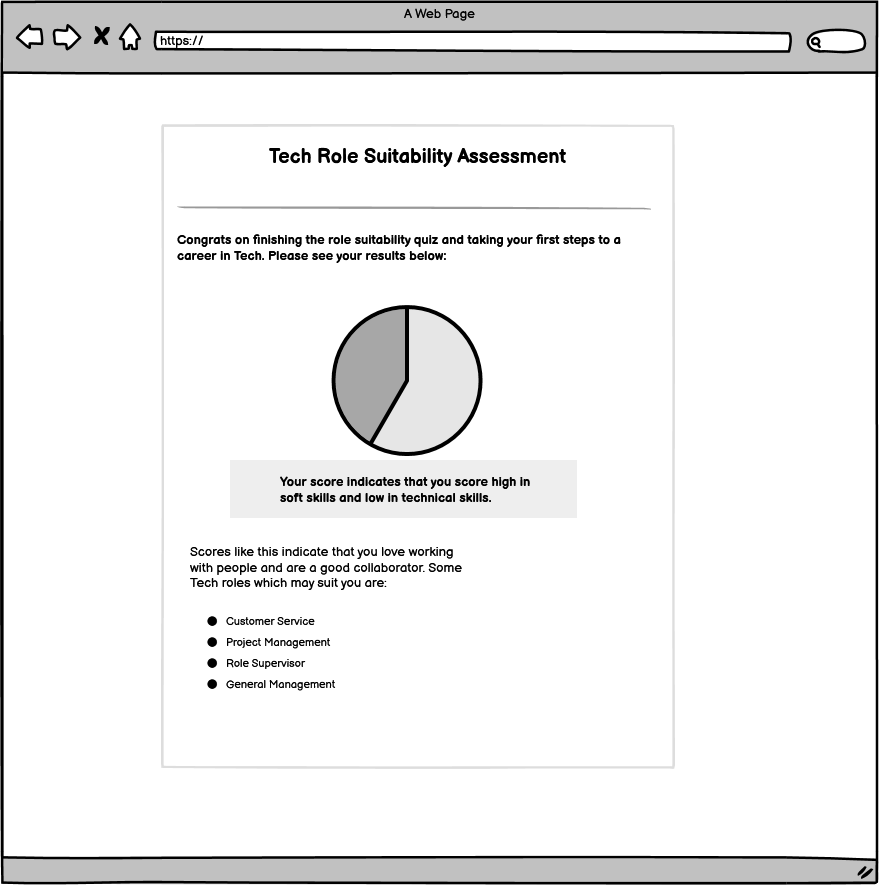 A Web Page
https://
Tech Role Suitability Assessment
Congrats on finishing the role suitability quiz and taking your first steps to a
career in Tech. Please see your results below:
Your score indicates that you score high in
soft skills and low in technical skills.
Scores like this indicate that you love working
with people and are a good collaborator. Some
Tech roles which may suit you are:
Customer Service
Project Management
Role Supervisor
General Management